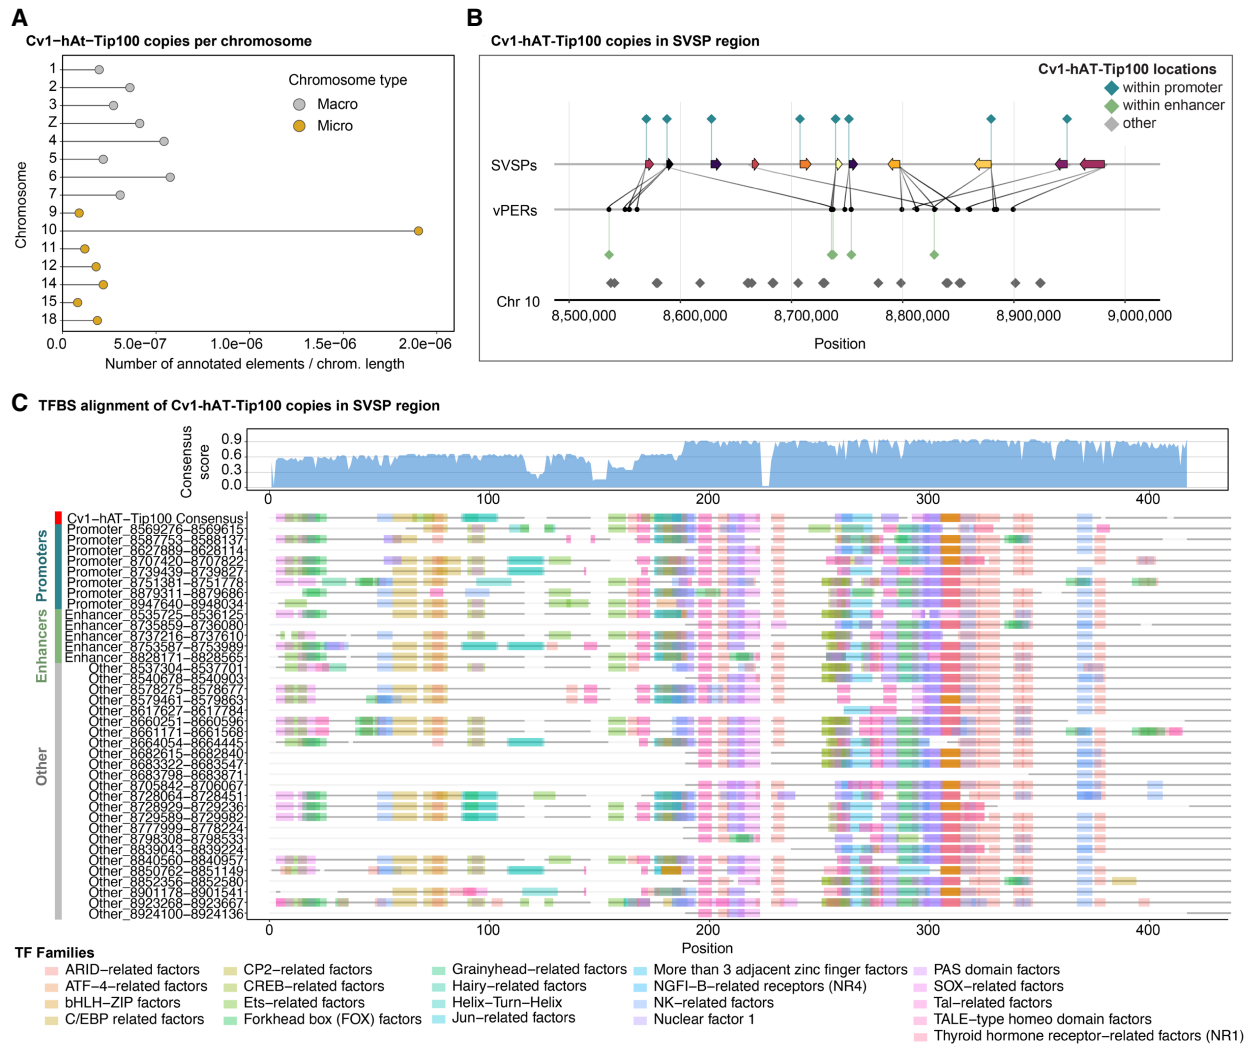 A
Cv1−hAt−Tip100 copies per chromosome
Chromosome
1
2
3
Z
4
5
6
7
9
10
11
12
14
15
18
Chromosome type
Macro
Micro
0.0
5.0e−07
1.0e−06
1.5e−06
2.0e−06
Number of annotated elements / chrom. length
B
Cv1-hAT-Tip100 copies in SVSP region
Cv1-hAT-Tip100 locations
within promoter
within enhancer
other
SVSPs
vPERs
Chr 10
8,500,000
8,600,000
8,700,000
8,800,000
8,900,000
9,000,000
Position
C
TFBS alignment of Cv1-hAT-Tip100 copies in SVSP region
Consensus
score
0.9
0.6
0.3
0.0
0
100
200
300
400
Promoters
Enhancers
Other
Cv1−hAT−Tip100 Consensus
Promoter_8569276−8569615
Promoter_8587753−8588137
Promoter_8627889−8628114
Promoter_8707420−8707822
Promoter_8739439−8739827
Promoter_8751381−8751778
Promoter_8879311−8879686
Promoter_8947640−8948034
Enhancer_8535725−8536125
Enhancer_8735859−8736080
Enhancer_8737216−8737610
Enhancer_8753587−8753989
Enhancer_8828171−8828565
Other_8537304−8537701
Other_8540678−8540903
Other_8578275−8578677
Other_8579461−8579863
Other_8617627−8617784
Other_8660251−8660596
Other_8661171−8661568
Other_8664054−8664445
Other_8682615−8682840
Other_8683322−8683547
Other_8683798−8683871
Other_8705842−8706067
Other_8728064−8728451
Other_8728929−8729236
Other_8729589−8729982
Other_8777999−8778224
Other_8798308−8798533
Other_8839043−8839224
Other_8840560−8840957
Other_8850762−8851149
Other_8852356−8852580
Other_8901178−8901541
Other_8923268−8923667
Other_8924100−8924136
0
100
200
300
400
Position
TF Families
ARID−related factors
ATF−4−related factors
bHLH−ZIP factors
C/EBP related factors
CP2−related factors
CREB−related factors
Ets−related factors
Forkhead box (FOX) factors
Grainyhead−related factors
Hairy−related factors
Helix−Turn−Helix
Jun−related factors
More than 3 adjacent zinc finger factors
NGFI−B−related receptors (NR4)
NK−related factors
Nuclear factor 1
PAS domain factors
SOX−related factors
Tal−related factors
TALE−type homeo domain factors
Thyroid hormone receptor−related factors (NR1)